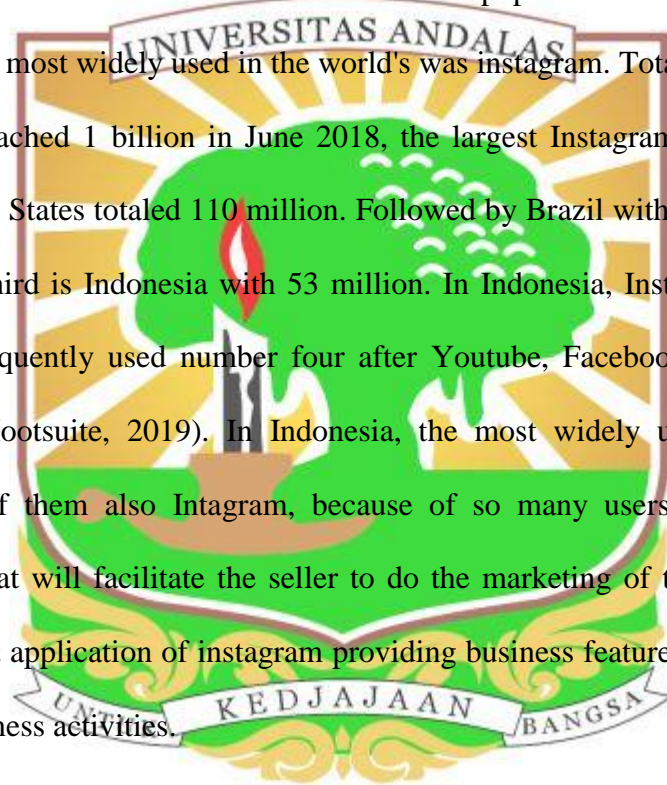 UNIVERSITAS ANDALAS
most widely used in the world's was instagram. Tota
ached 1 billion in June 2018, the largest Instagram
States totaled 110 million. Followed by Brazil with
hird is Indonesia with 53 million. In Indonesia, Inst
quently used number four after Youtube, Faceboo
ootsuite, 2019). In Indonesia, the most widely u
f them also Intagram, because of so many users
at will facilitate the seller to do the marketing of t
application of instagram providing business feature
ness activities.
UNTUK KEDJAJAAN BANGSA